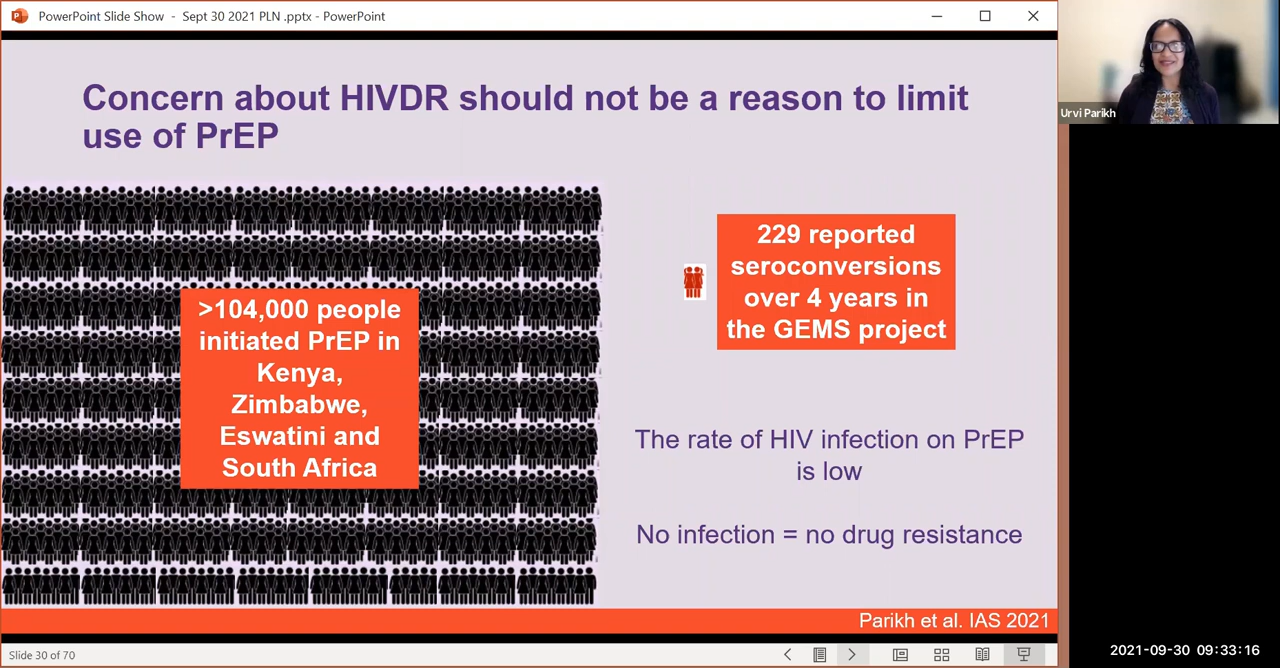 PowerPoint Slide Show - Sept 30 2021 PLN .pptx - PowerPoint
Concern about HIVDR should not be a reason to limit
use of PrEP
>104,000 people
initiated PrEP in
Kenya,
Zimbabwe,
Eswatini and
South Africa
229 reported
seroconversions
over 4 years in
the GEMS project
The rate of HIV infection on PrEP
is low
No infection = no drug resistance
Parikh et al. IAS 2021
Slide 30 of 70
Urvi Parikh
2021-09-30 09:33:16